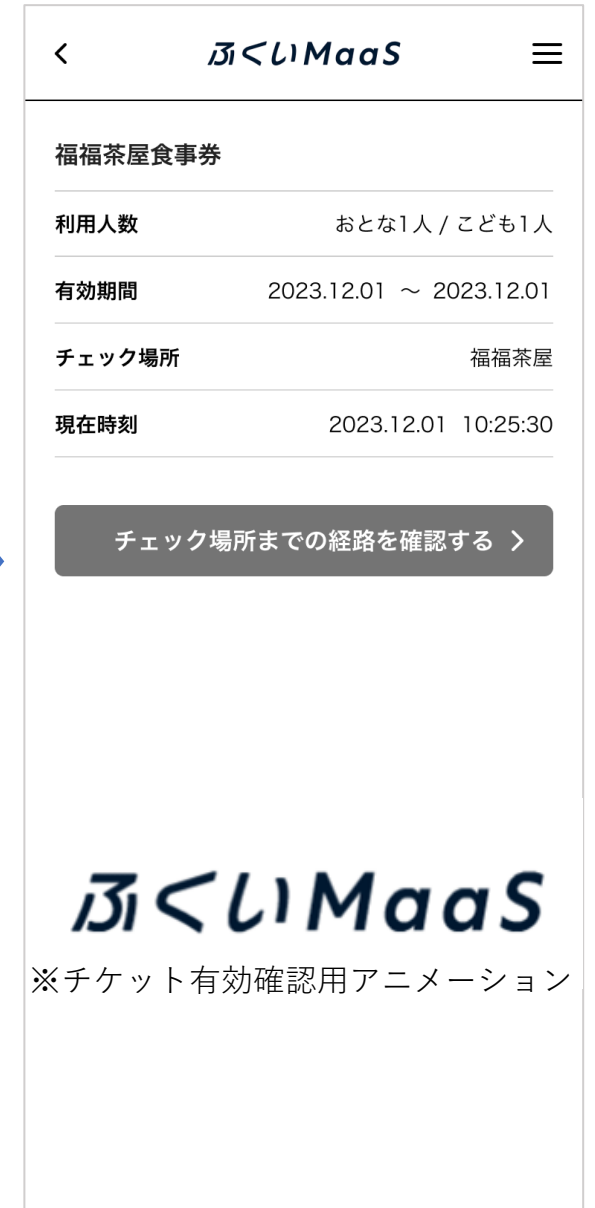 ふくいMaaS
福福茶屋食事券
利用人数 おとな1人 / こども1人
有効期間 2023.12.01 ～ 2023.12.01
チェック場所 福福茶屋
現在時刻 2023.12.01 10:25:30
チェック場所までの経路を確認する
ふくいMaaS
※チケット有効確認用アニメーション